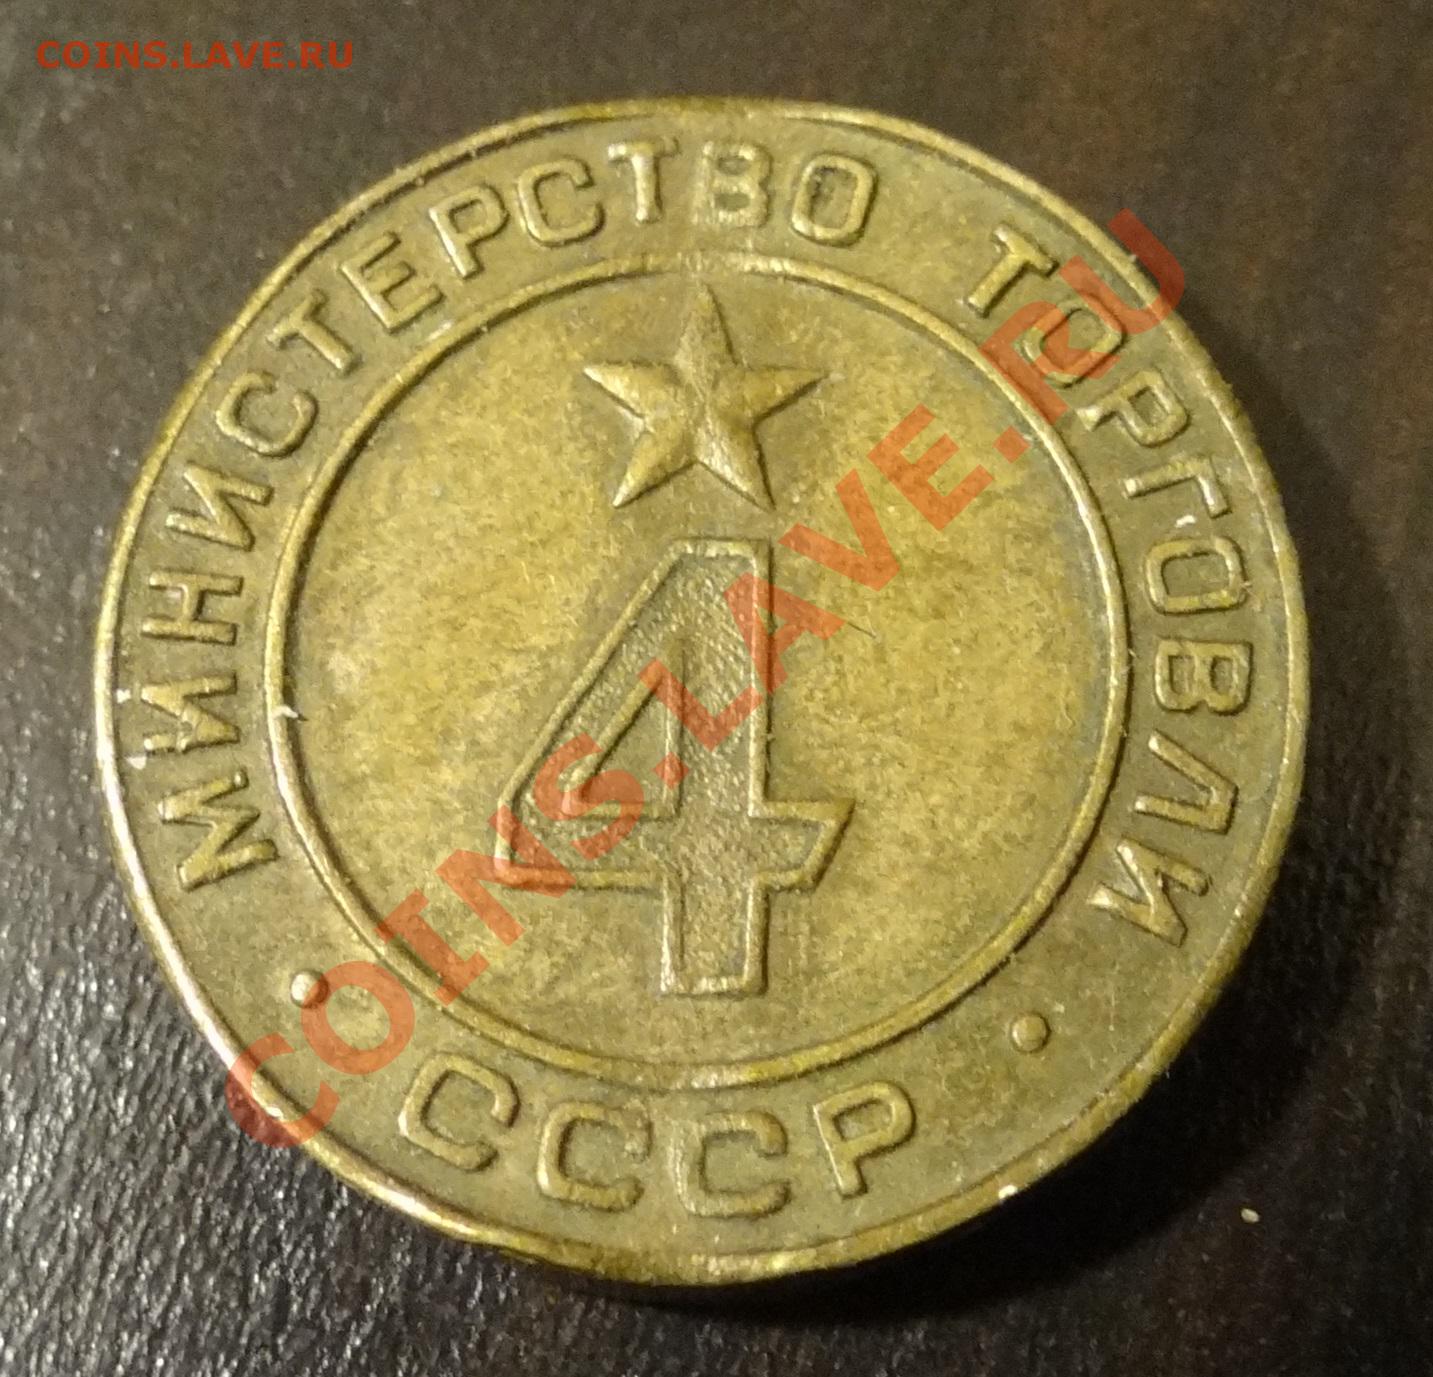 COINS.LAVE.RU
МИНИСТЕРСТВО ТОРГОВЛИ
4
СССР
COINS.LAVE.RU